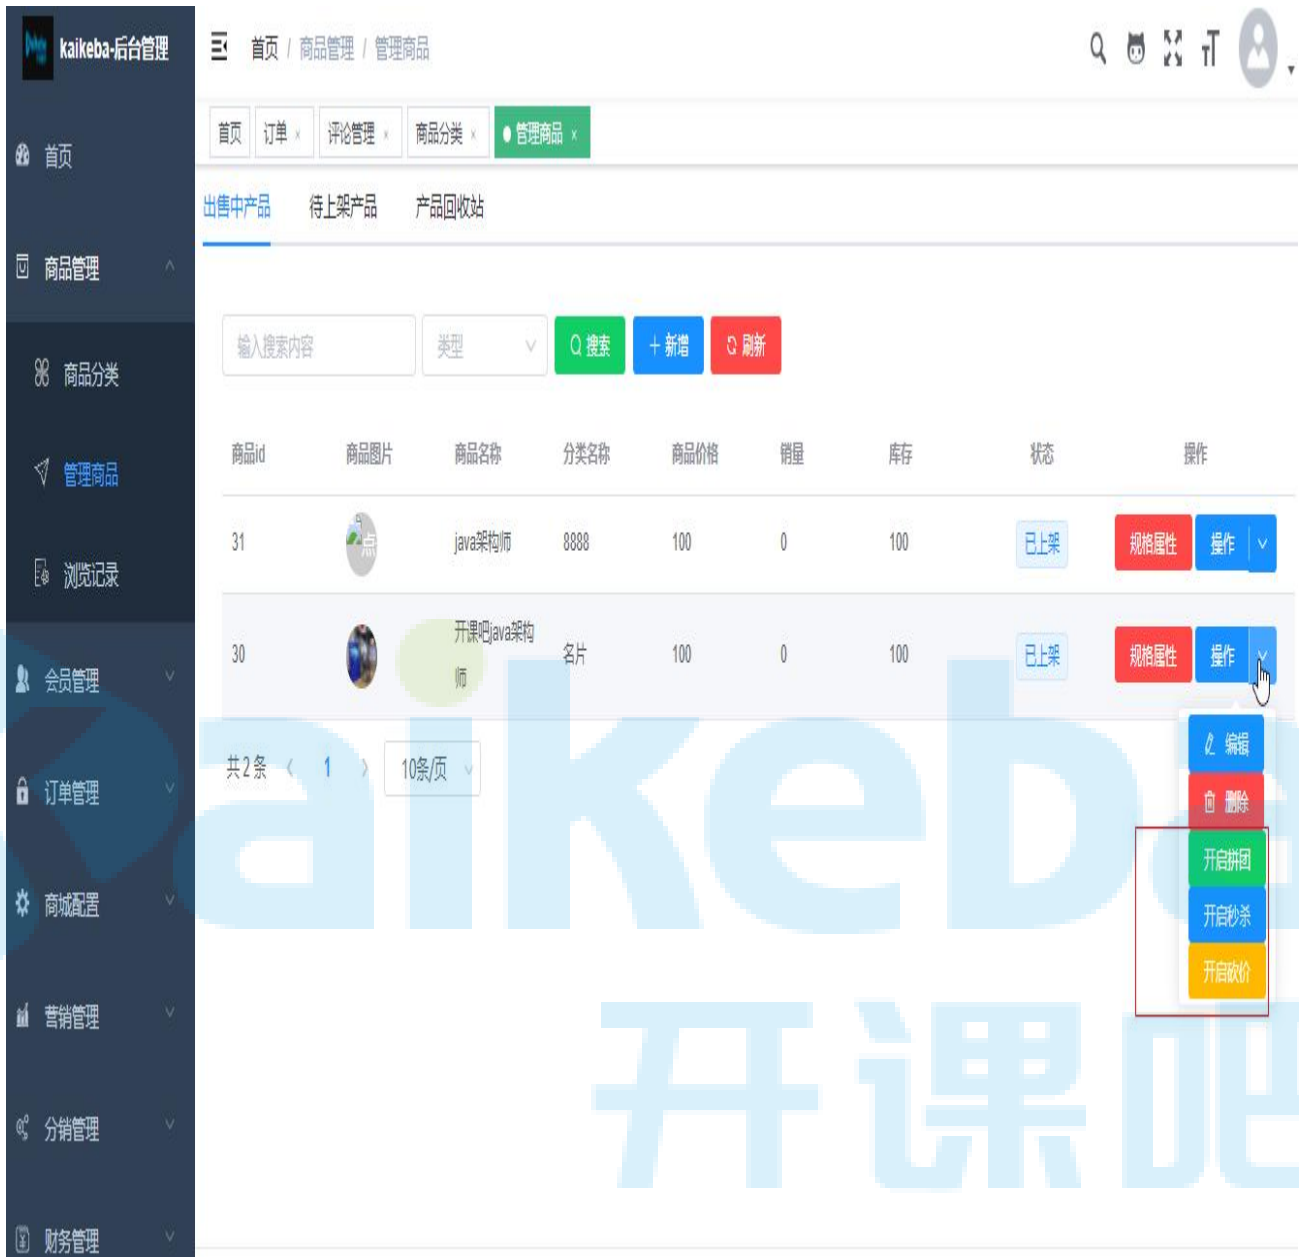 kaikeba-后台管理
首页 / 商品管理 / 管理商品
首页
订单 ×
评论管理 ×
商品分类 ×
管理商品 ×
首页
商品管理
商品分类
管理商品
浏览记录
会员管理
订单管理
商城配置
营销管理
分销管理
财务管理
出售中产品 待上架产品 产品回收站
输入搜索内容 类型 搜索 新增 刷新
商品id 商品图片 商品名称 分类名称 商品价格 销量 库存 状态 操作
31 点 java架构师 8888 100 0 100 已上架 规格属性 操作
30 开课吧java架构师 名片 100 0 100 已上架 规格属性 操作
共 2 条 1 10条/页
编辑
删除
开启拼团
开启秒杀
开启砍价
kaikeba
开课吧